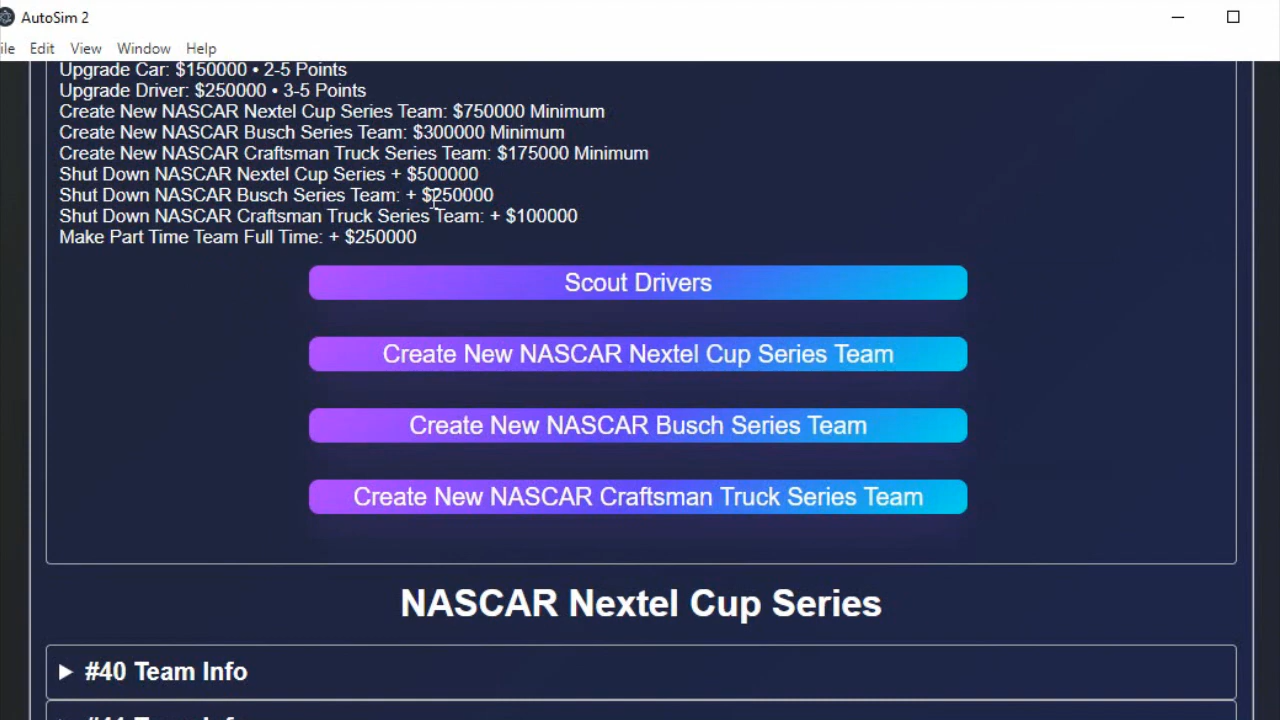 AutoSim 2
ile Edit View Window Help
Upgrade Car: $150000 • 2-5 Points
Upgrade Driver: $250000 • 3-5 Points
Create New NASCAR Nextel Cup Series Team: $750000 Minimum
Create New NASCAR Busch Series Team: $300000 Minimum
Create New NASCAR Craftsman Truck Series Team: $175000 Minimum
Shut Down NASCAR Nextel Cup Series + $500000
Shut Down NASCAR Busch Series Team: + $250000
Shut Down NASCAR Craftsman Truck Series Team: + $100000
Make Part Time Team Full Time: + $250000
Scout Drivers
Create New NASCAR Nextel Cup Series Team
Create New NASCAR Busch Series Team
Create New NASCAR Craftsman Truck Series Team
NASCAR Nextel Cup Series
#40 Team Info